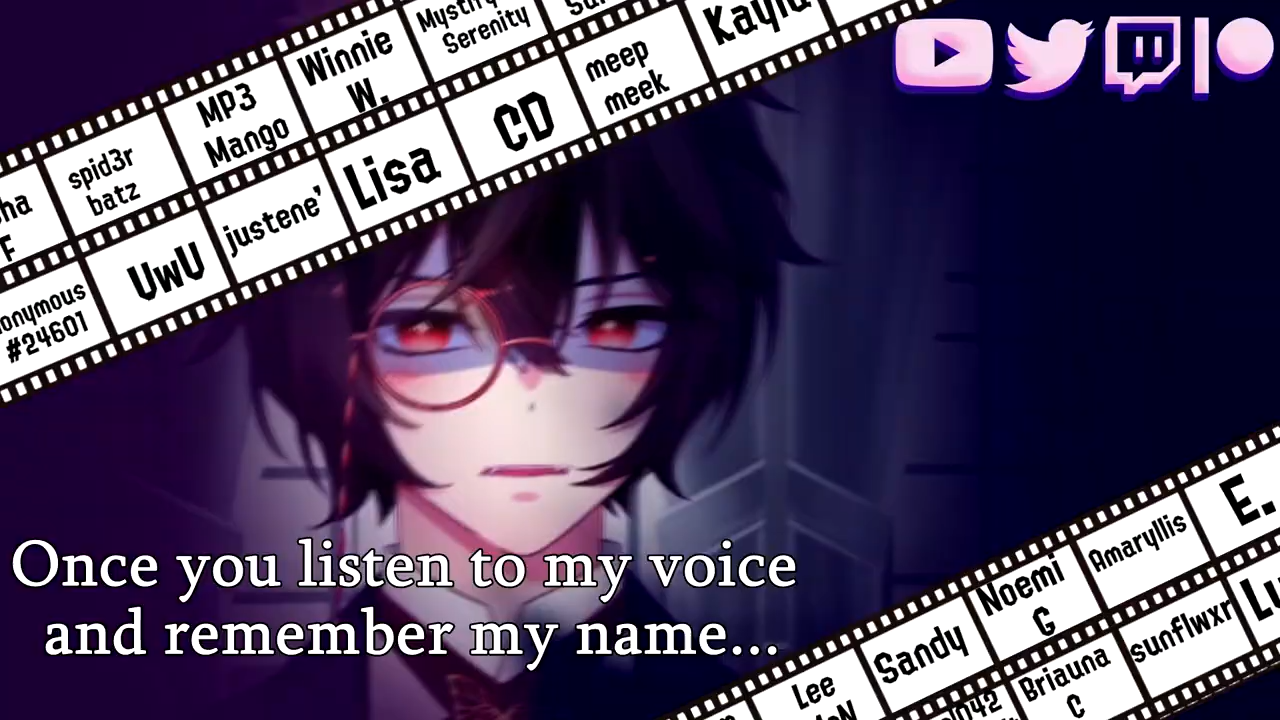 Mystify
Serenity
Winnie
W.
MP3
Mango
spid3r
batz
F
Kayla
meep
meek
CD
Lisa
justene'
UwU
#24601
Once you listen to my voice
and remember my name...
E.
Amaryllis
Noemi
G
Sandy
Lee
sunflwxr
Briauna
C